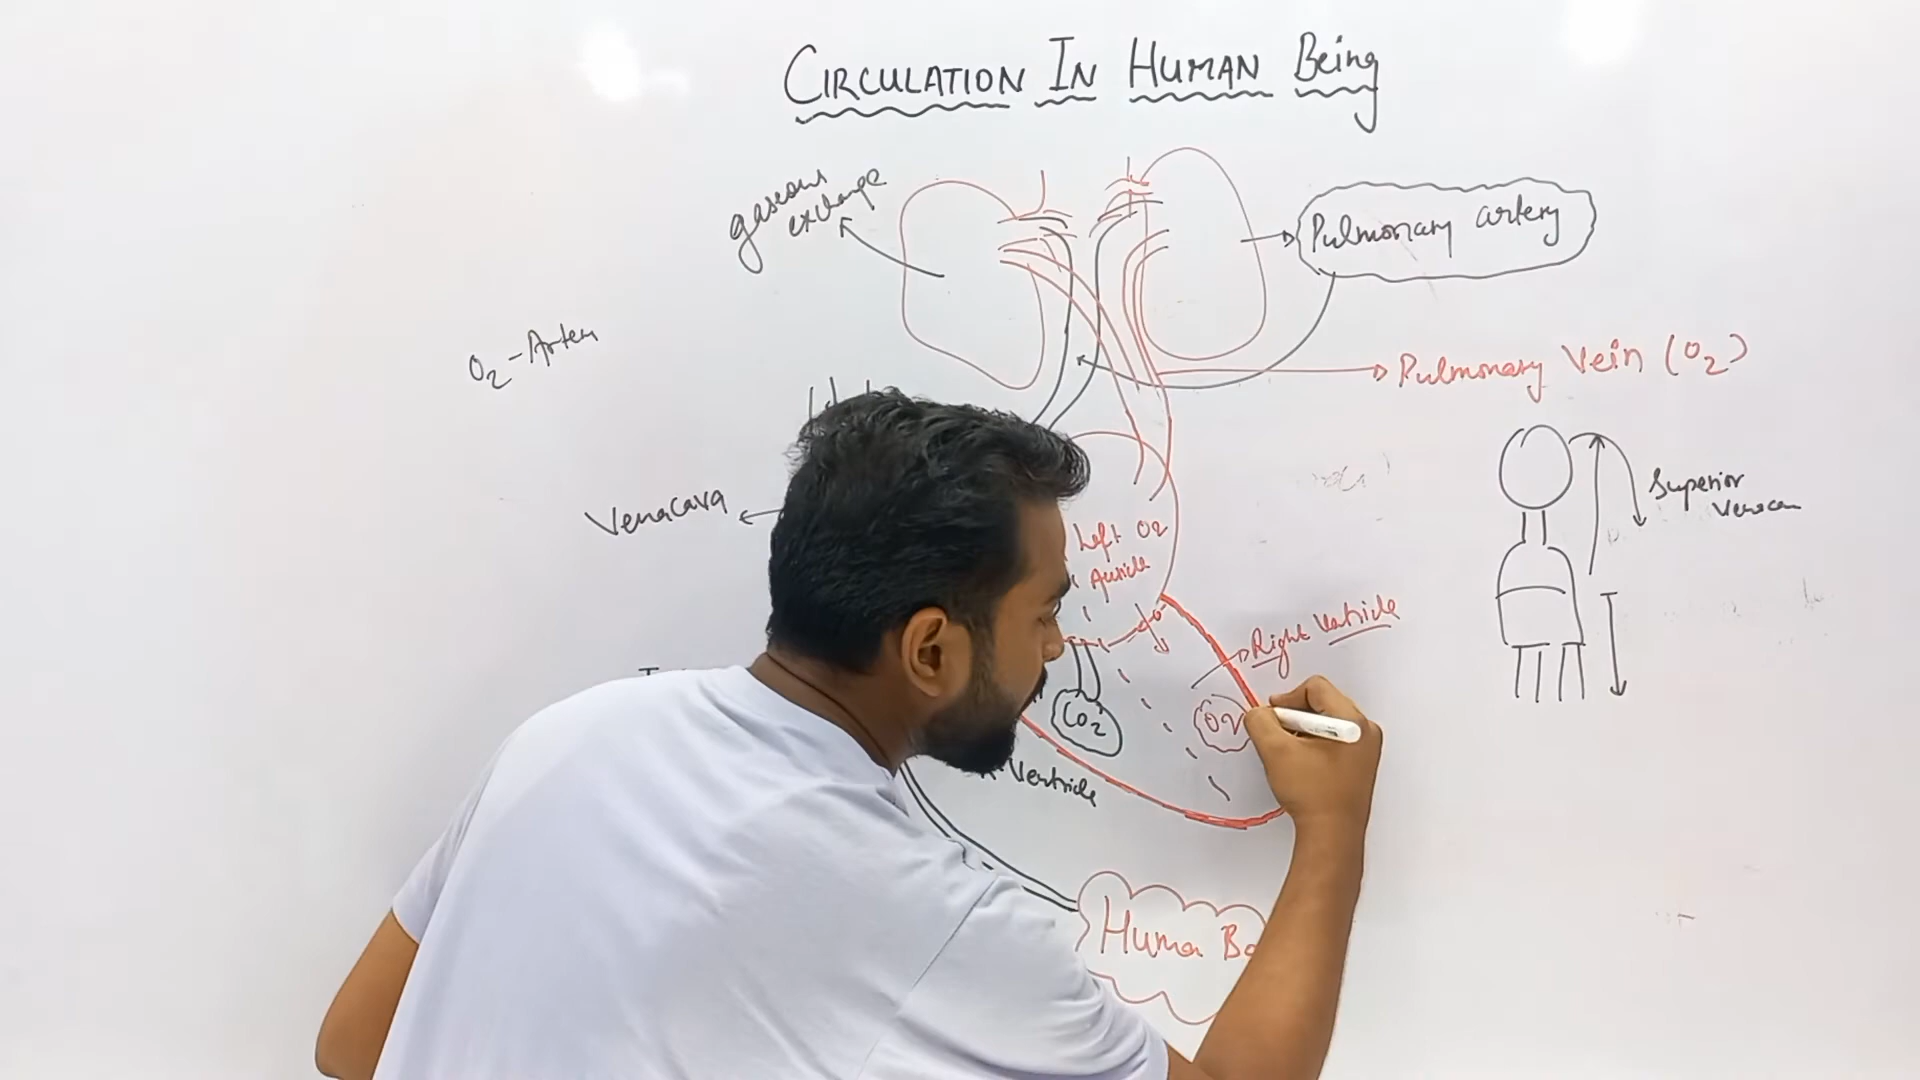 CIRCULATION IN HUMAN Being
gaseous
exchange
Pulmonary artery
O2 - Artery
Pulmonary Vein (O2)
Superior
Venacava
Left O2
Auricle
Right Ventricle
CO2
O2
Ventricle
Human Bo